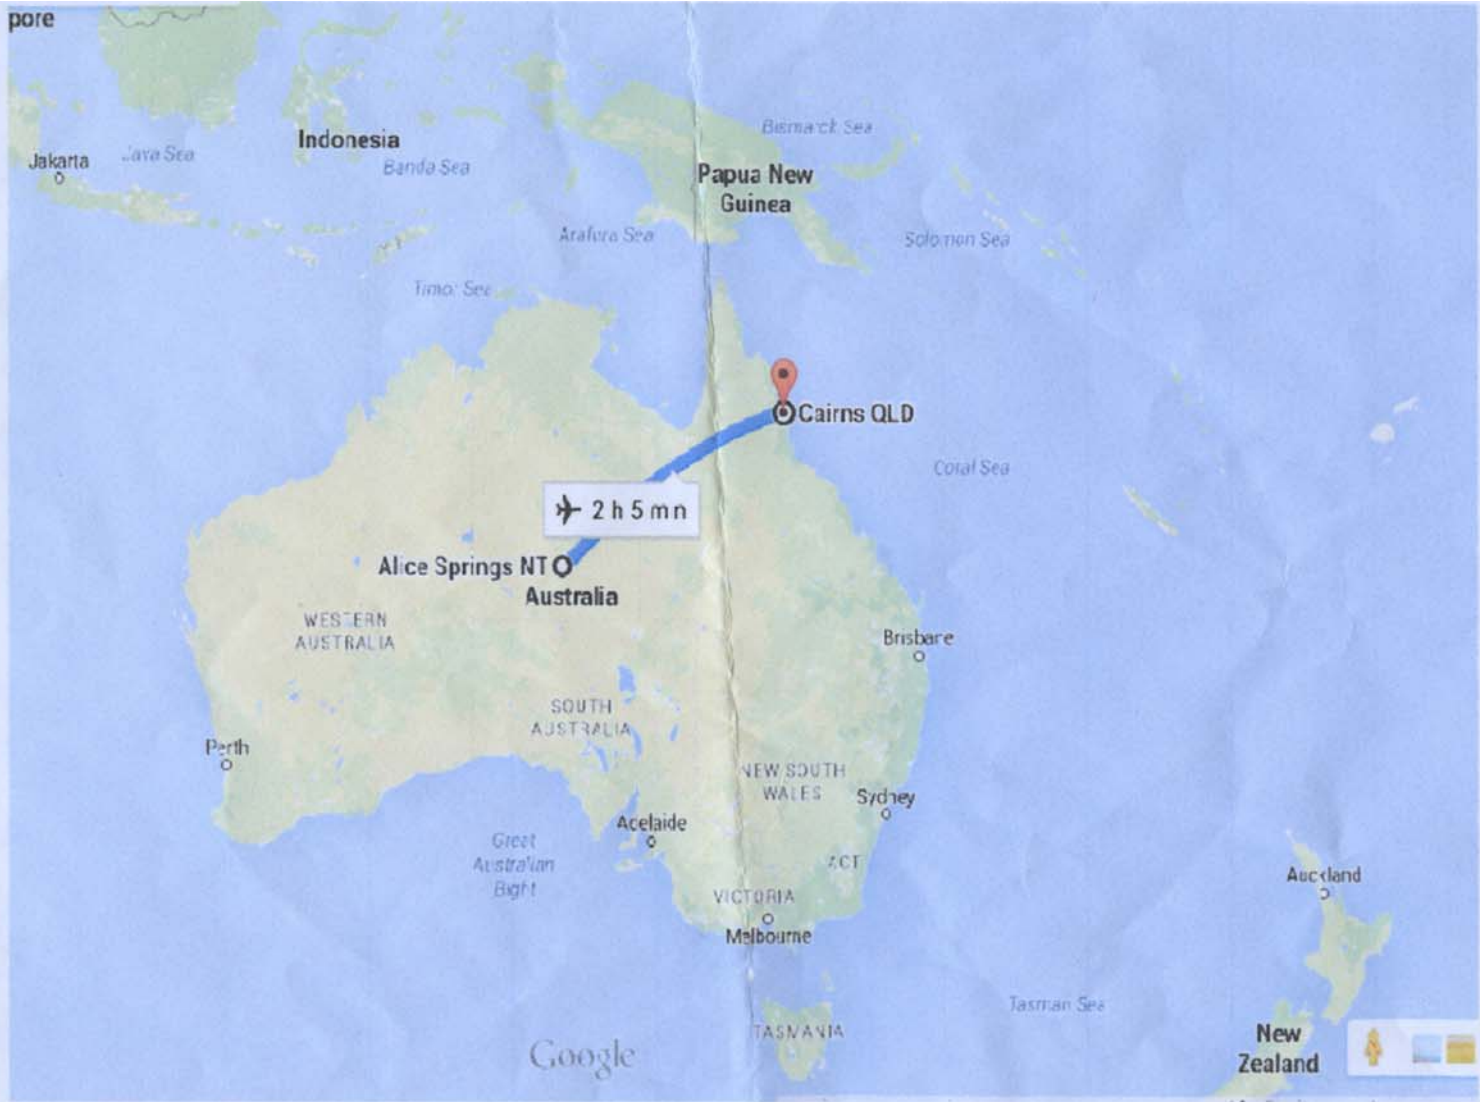 pore
Bismarck Sea
Indonesia
Java Sea
Jakarta
Banda Sea
Papua New
Guinea
Arafura Sea
Solomon Sea
Timor Sea
Cairns QLD
Coral Sea
2 h 5 mn
Alice Springs NT
Australia
WESTERN
AUSTRALIA
Brisbane
SOUTH
AUSTRALIA
Perth
NEW SOUTH
WALES
Sydney
Adelaide
Great
Australian
Bight
ACT
Auckland
VICTORIA
Melbourne
Tasman Sea
TASMANIA
New
Zealand
Google